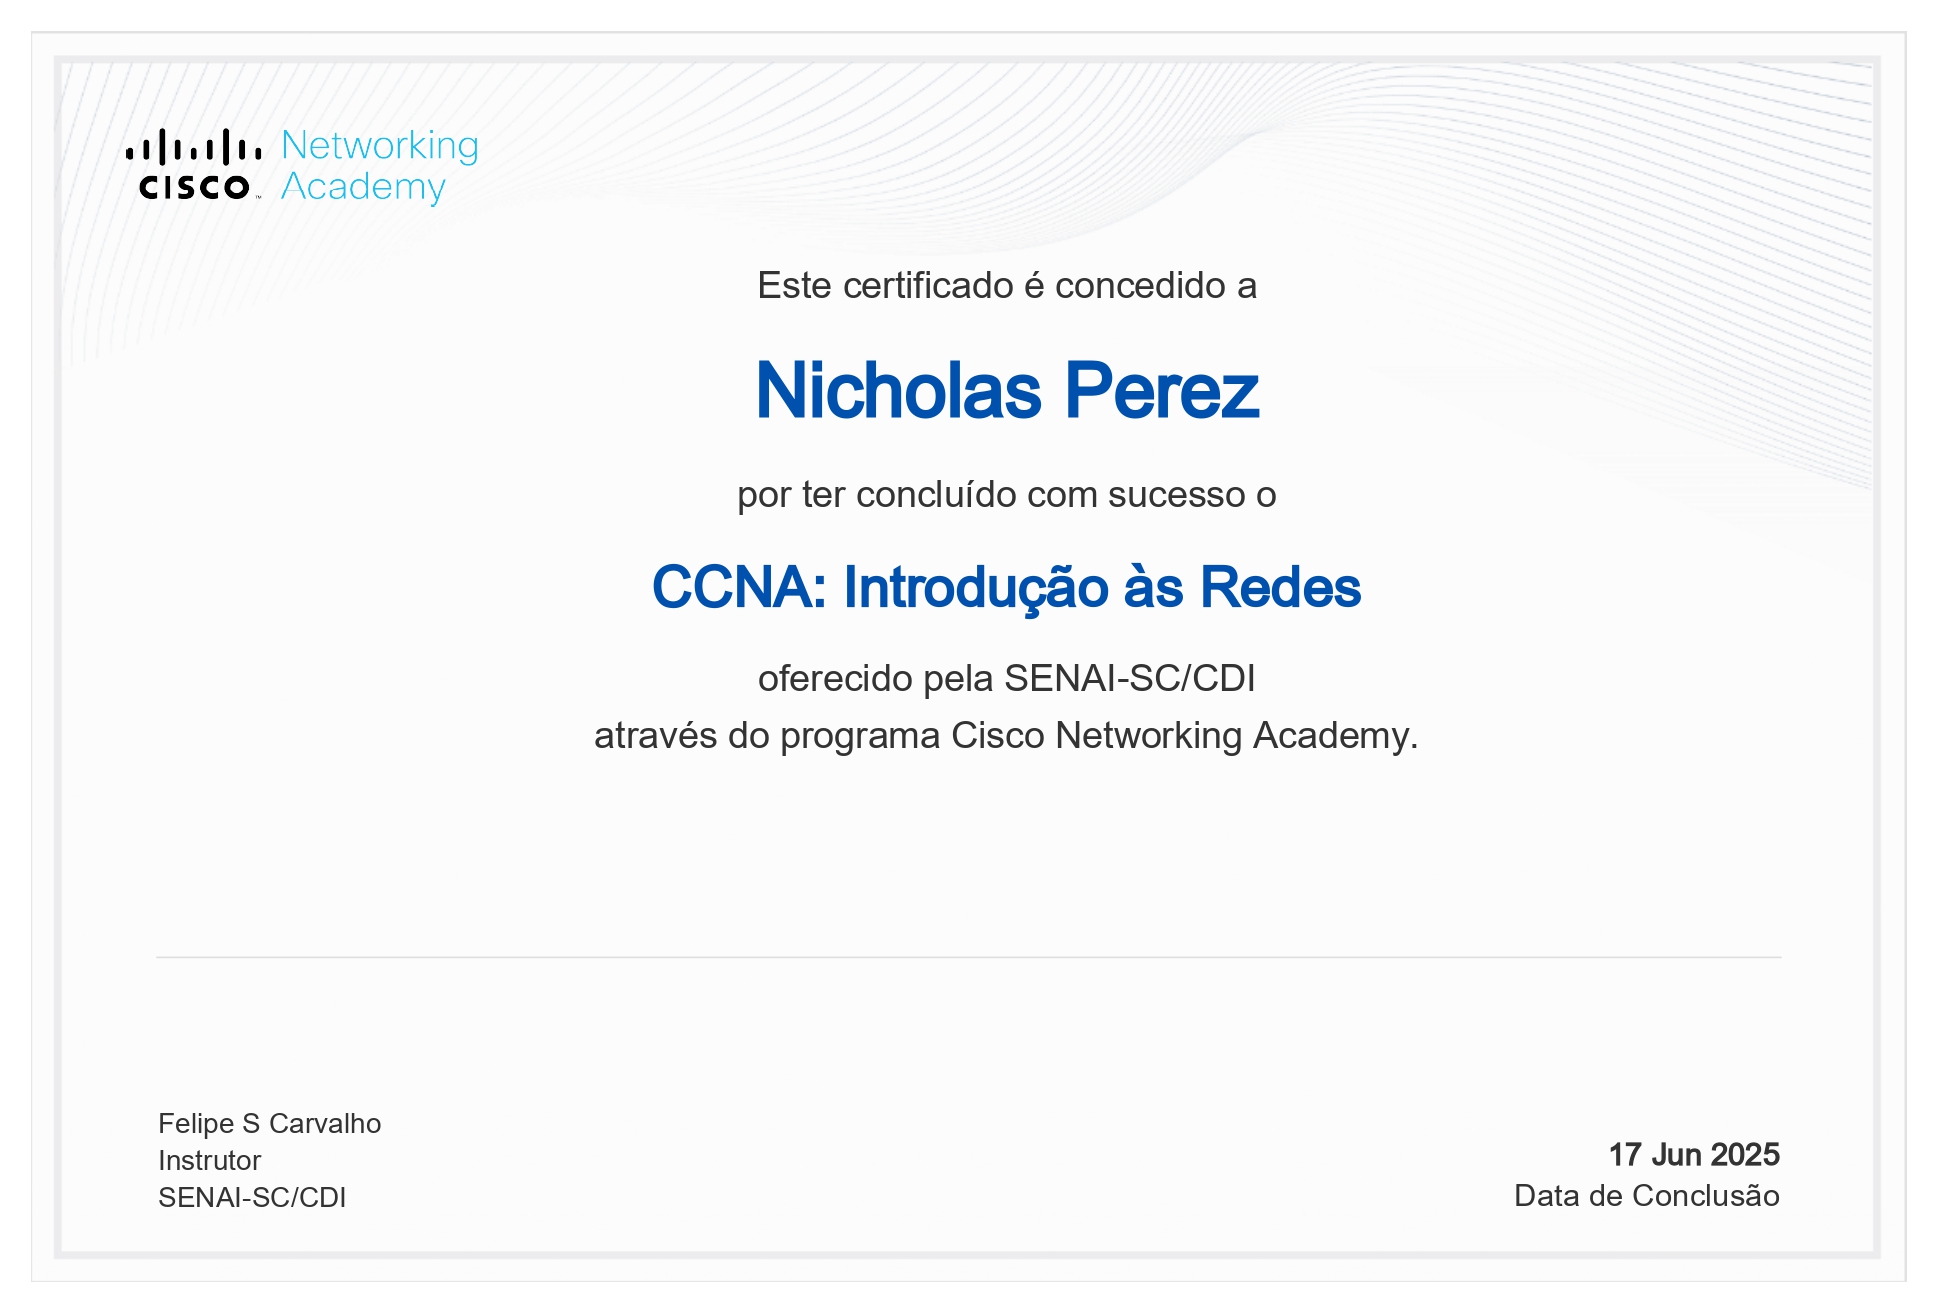 Networking
Academy
CISCO™
Este certificado é concedido a
Nicholas Perez
por ter concluído com sucesso o
CCNA: Introdução às Redes
oferecido pela SENAI-SC/CDI
através do programa Cisco Networking Academy.
Felipe S Carvalho
Instrutor
SENAI-SC/CDI
17 Jun 2025
Data de Conclusão